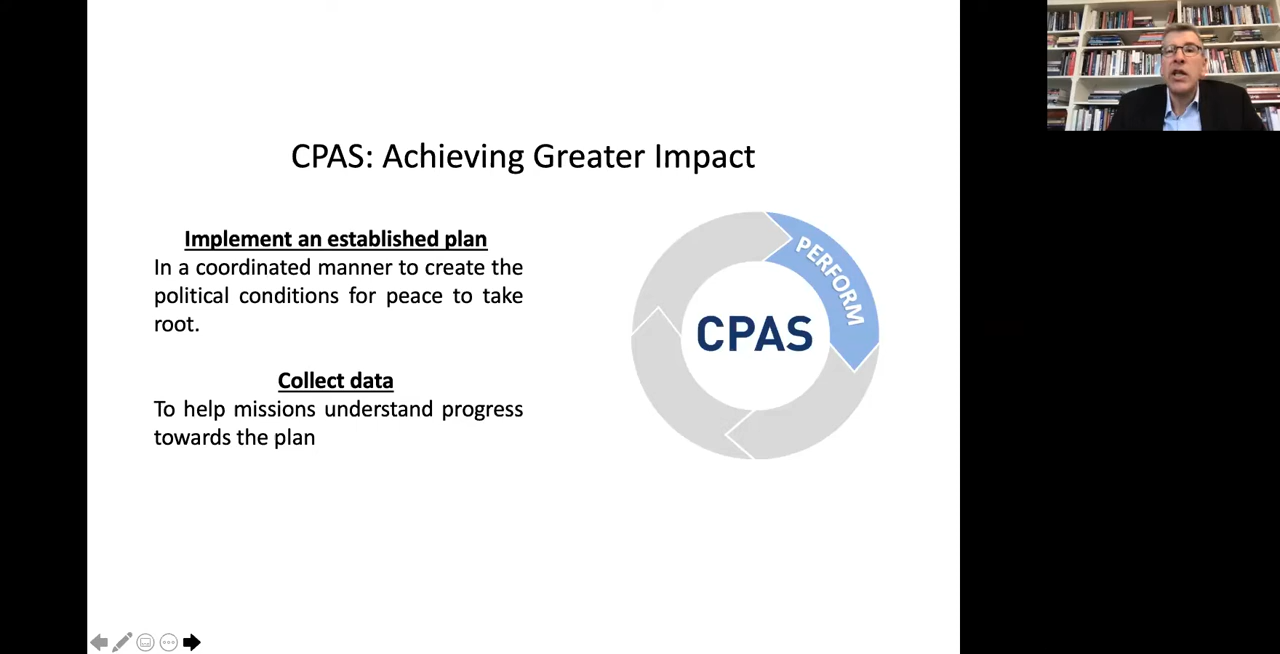 CPAS: Achieving Greater Impact
Implement an established plan
In a coordinated manner to create the
political conditions for peace to take
root.
Collect data
To help missions understand progress
towards the plan
PERFORM
CPAS